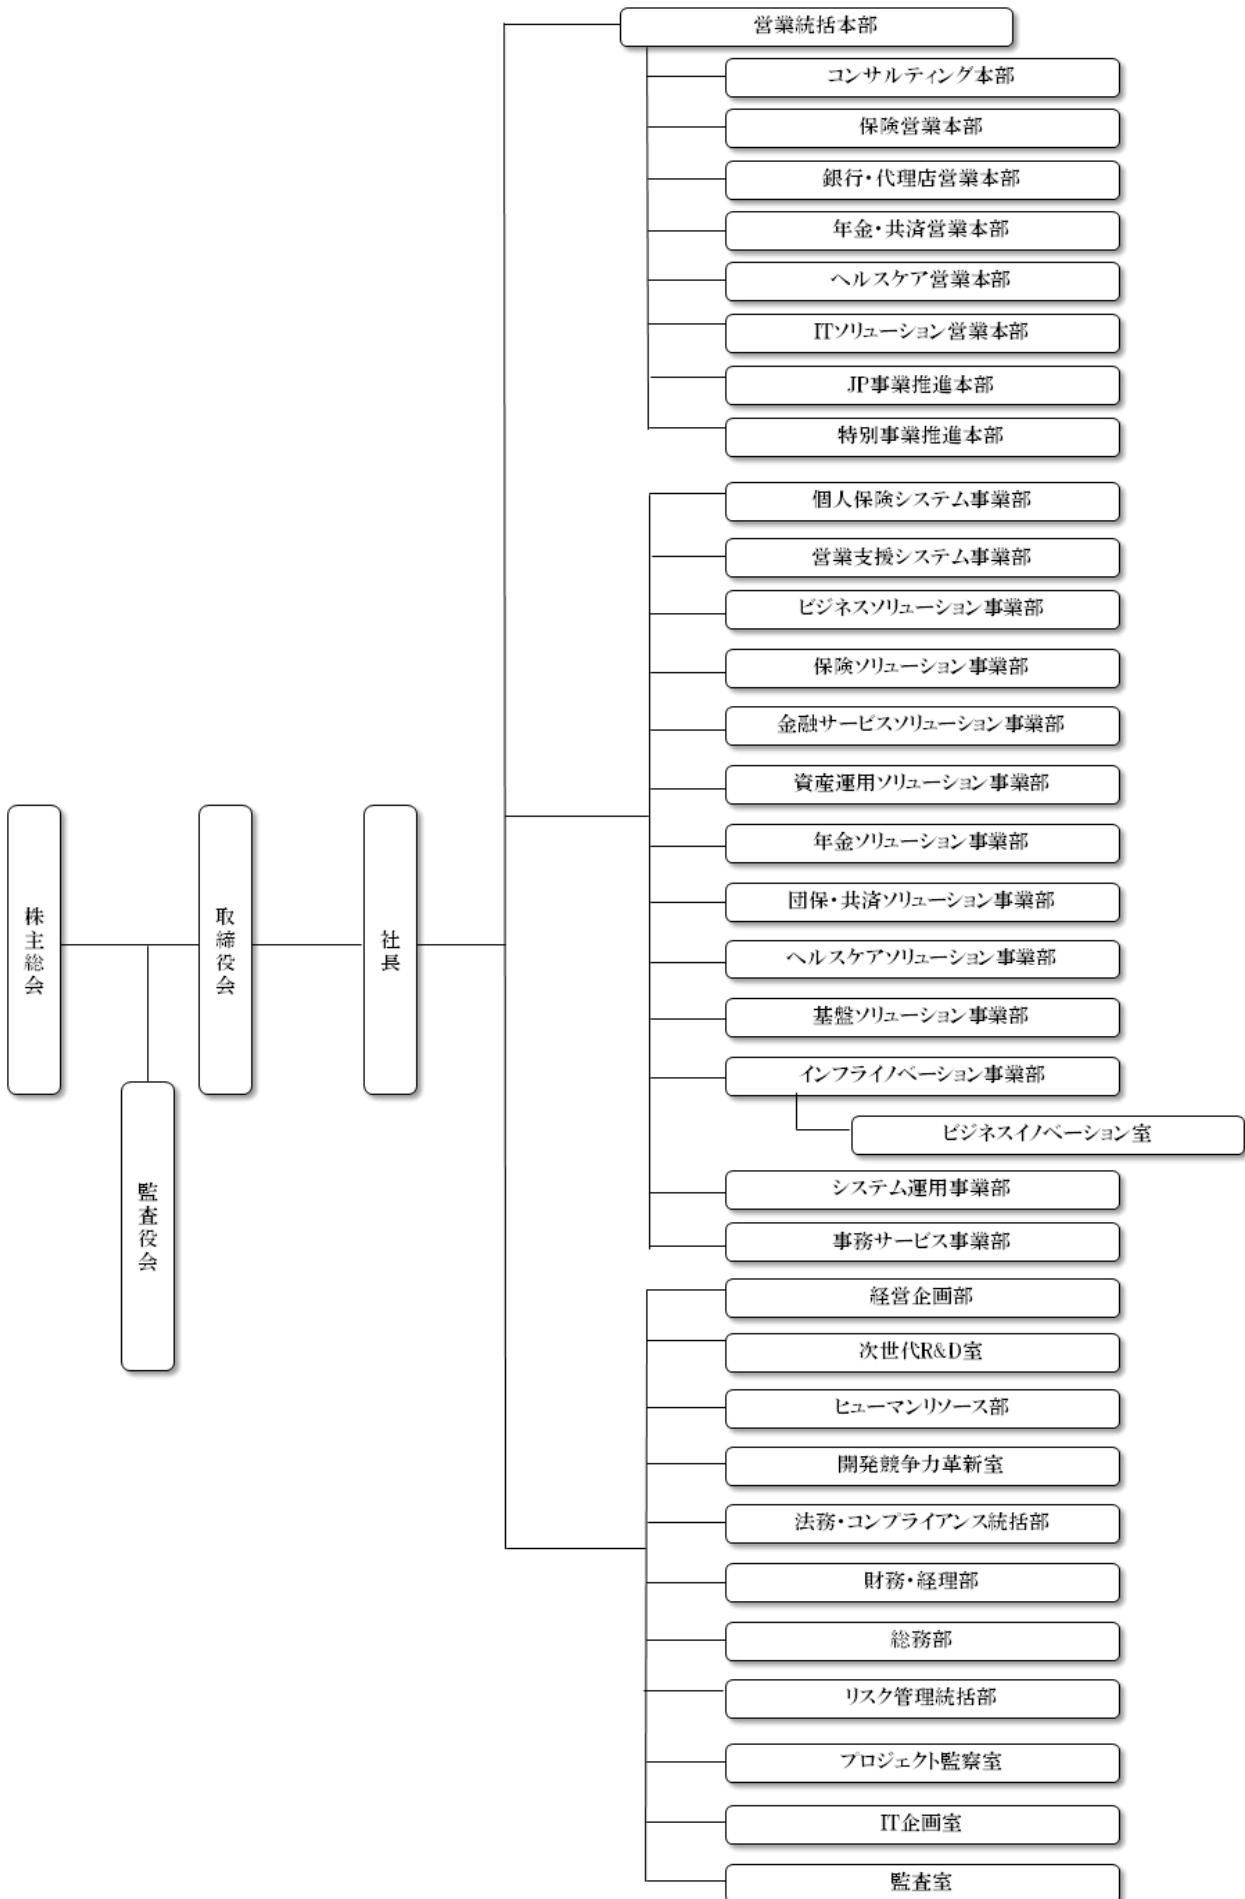 営業統括本部
コンサルティング本部
保険営業本部
銀行・代理店営業本部
年金・共済営業本部
ヘルスケア営業本部
ITソリューション営業本部
JP事業推進本部
特別事業推進本部
個人保険システム事業部
営業支援システム事業部
ビジネスソリューション事業部
保険ソリューション事業部
金融サービスソリューション事業部
資産運用ソリューション事業部
年金ソリューション事業部
団保・共済ソリューション事業部
ヘルスケアソリューション事業部
基盤ソリューション事業部
インフライノベーション事業部
ビジネスイノベーション室
システム運用事業部
事務サービス事業部
経営企画部
次世代R&D室
ヒューマンリソース部
開発競争力革新室
法務・コンプライアンス統括部
財務・経理部
総務部
リスク管理統括部
プロジェクト監察室
IT企画室
監査室
株主総会
取締役会
社長
監査役会